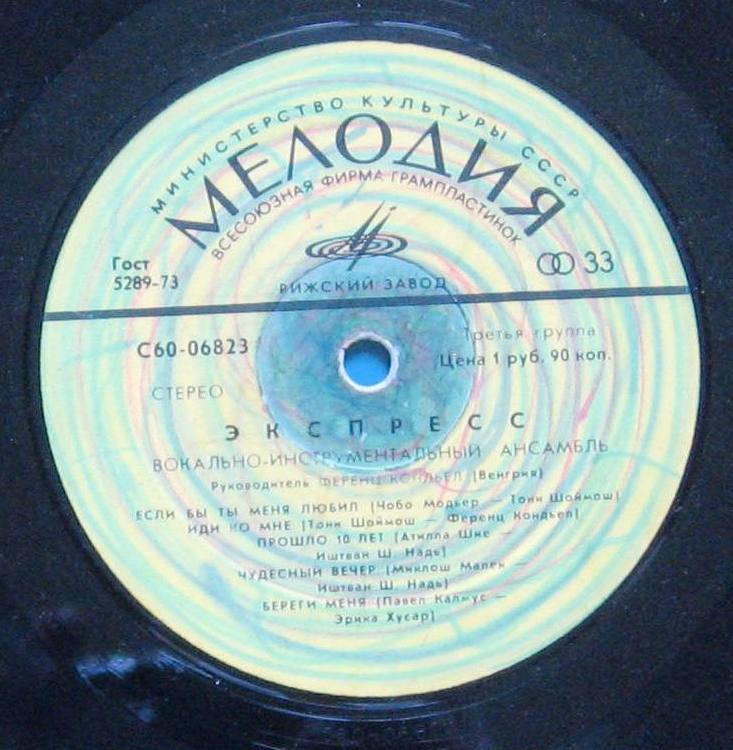 МИНИСТЕРСТВО КУЛЬТУРЫ СССР
МЕЛОДИЯ
ВСЕСОЮЗНАЯ ФИРМА ГРАМПЛАСТИНОК
Гост
5289-73
33
РИЖСКИЙ ЗАВОД
С60-06823
Третья группа
Цена 1 руб. 90 коп.
СТЕРЕО
ЭКСПРЕСС
ВОКАЛЬНО-ИНСТРУМЕНТАЛЬНЫЙ АНСАМБЛЬ
Руководитель ФЕРЕНЦ КОНДЬЕЛ (Венгрия)
ЕСЛИ БЫ ТЫ МЕНЯ ЛЮБИЛ (Чобо Модьер — Тони Шоймош)
ИДИ КО МНЕ (Тони Шоймош — Ференц Кондьел)
ПРОШЛО 10 ЛЕТ (Атилла Шие —
Иштван Ш. Надь)
ЧУДЕСНЫЙ ВЕЧЕР (Миклош Мален —
Иштван Ш. Надь)
БЕРЕГИ МЕНЯ (Павел Калмус —
Эрика Хусар)